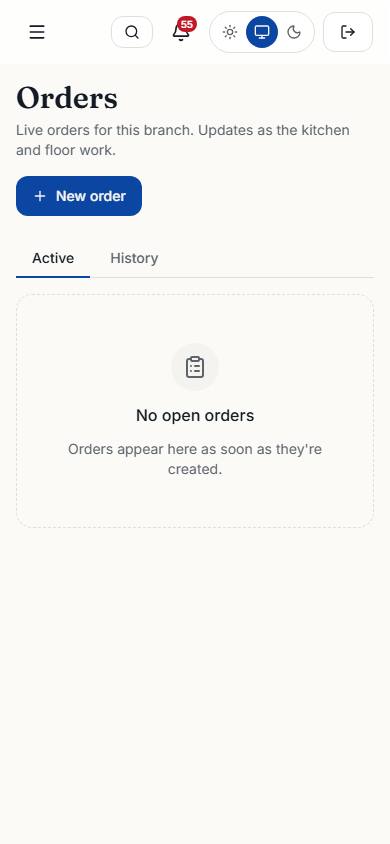 55
Orders
Live orders for this branch. Updates as the kitchen
and floor work.
New order
Active
History
No open orders
Orders appear here as soon as they're
created.